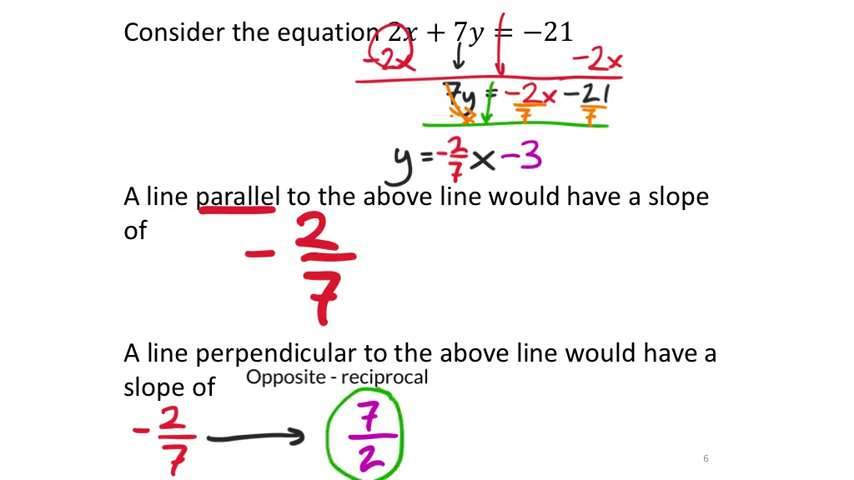 Consider the equation 2x + 7y = −21
−2x −2x
7y = −2x −21
7 7 7
y = −2/7 x −3
A line parallel to the above line would have a slope
of
− 2/7
A line perpendicular to the above line would have a
slope of Opposite - reciprocal
− 2/7 → 7/2
6